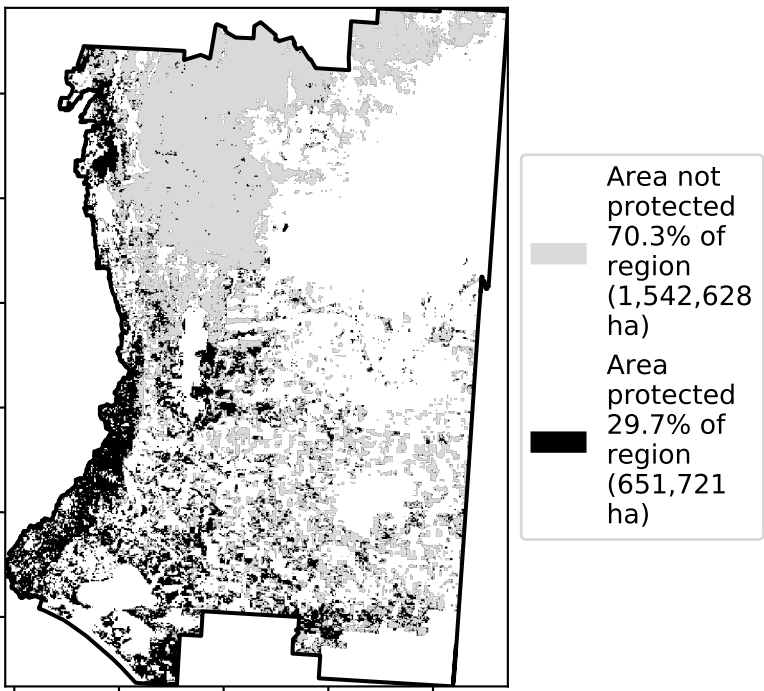 Area not
protected
70.3% of
region
(1,542,628
ha)
Area
protected
29.7% of
region
(651,721
ha)